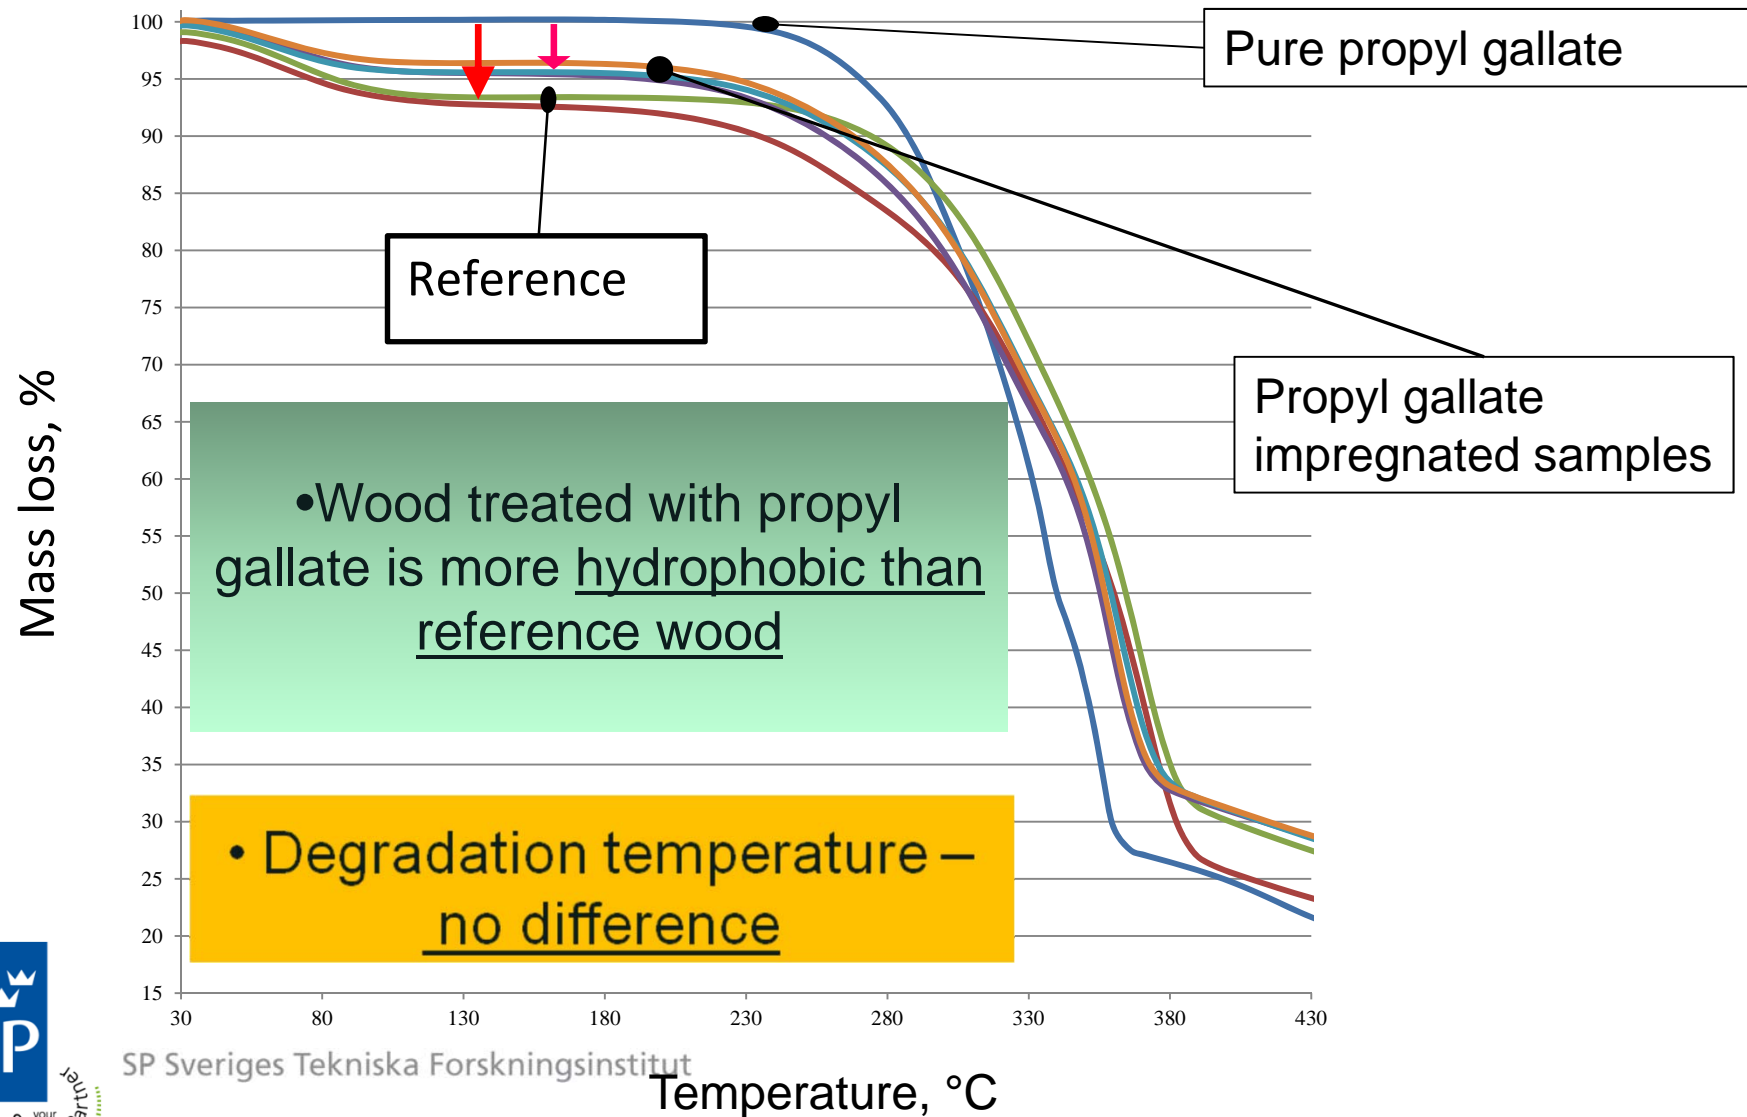 100
95
90
85
80
75
70
65
60
55
50
45
40
35
30
25
20
15
30
80
130
180
230
280
330
380
430
Mass loss, %
Temperature, °C
Pure propyl gallate
Reference
Propyl gallate
impregnated samples
•Wood treated with propyl
gallate is more hydrophobic than
reference wood
• Degradation temperature –
no difference
P
your
SP Sveriges Tekniska Forskningsinstitut